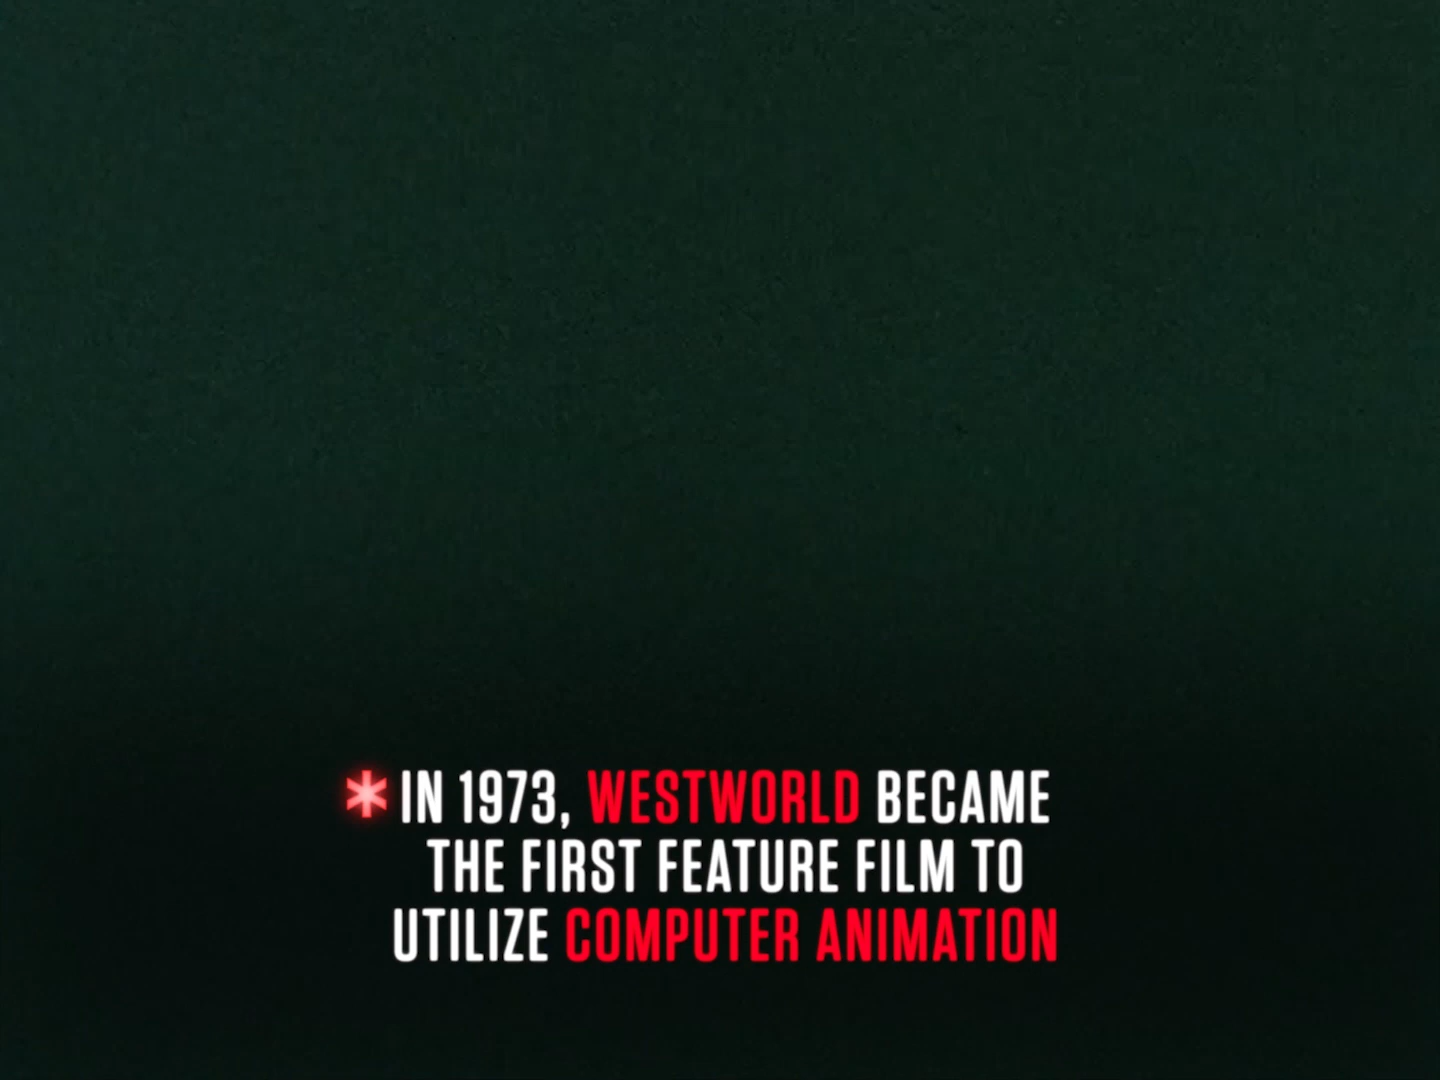 *IN 1973, WESTWORLD BECAME
THE FIRST FEATURE FILM TO
UTILIZE COMPUTER ANIMATION